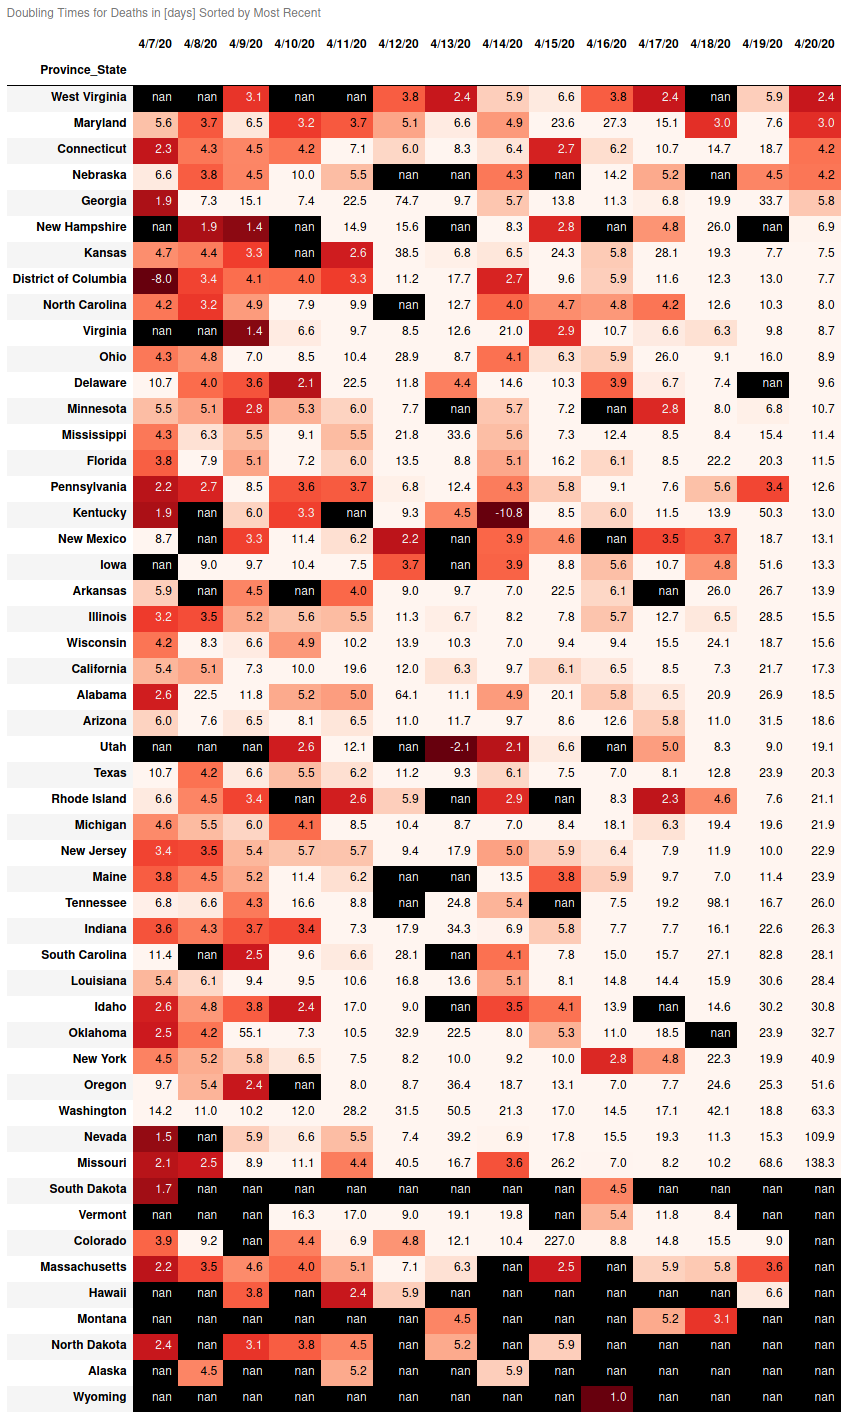 Doubling Times for Deaths in [days] Sorted by Most Recent
4/7/20 4/8/20 4/9/20 4/10/20 4/11/20 4/12/20 4/13/20 4/14/20 4/15/20 4/16/20 4/17/20 4/18/20 4/19/20 4/20/20
Province_State
West Virginia nan nan 3.1 nan nan 3.8 2.4 5.9 6.6 3.8 2.4 nan 5.9 2.4
Maryland 5.6 3.7 6.5 3.2 3.7 5.1 6.6 4.9 23.6 27.3 15.1 3.0 7.6 3.0
Connecticut 2.3 4.3 4.5 4.2 7.1 6.0 8.3 6.4 2.7 6.2 10.7 14.7 18.7 4.2
Nebraska 6.6 3.8 4.5 10.0 5.5 nan nan 4.3 nan 14.2 5.2 nan 4.5 4.2
Georgia 1.9 7.3 15.1 7.4 22.5 74.7 9.7 5.7 13.8 11.3 6.8 19.9 33.7 5.8
New Hampshire nan 1.9 1.4 nan 14.9 15.6 nan 8.3 2.8 nan 4.8 26.0 nan 6.9
Kansas 4.7 4.4 3.3 nan 2.6 38.5 6.8 6.5 24.3 5.8 28.1 19.3 7.7 7.5
District of Columbia -8.0 3.4 4.1 4.0 3.3 11.2 17.7 2.7 9.6 5.9 11.6 12.3 13.0 7.7
North Carolina 4.2 3.2 4.9 7.9 9.9 nan 12.7 4.0 4.7 4.8 4.2 12.6 10.3 8.0
Virginia nan nan 1.4 6.6 9.7 8.5 12.6 21.0 2.9 10.7 6.6 6.3 9.8 8.7
Ohio 4.3 4.8 7.0 8.5 10.4 28.9 8.7 4.1 6.3 5.9 26.0 9.1 16.0 8.9
Delaware 10.7 4.0 3.6 2.1 22.5 11.8 4.4 14.6 10.3 3.9 6.7 7.4 nan 9.6
Minnesota 5.5 5.1 2.8 5.3 6.0 7.7 nan 5.7 7.2 nan 2.8 8.0 6.8 10.7
Mississippi 4.3 6.3 5.5 9.1 5.5 21.8 33.6 5.6 7.3 12.4 8.5 8.4 15.4 11.4
Florida 3.8 7.9 5.1 7.2 6.0 13.5 8.8 5.1 16.2 6.1 8.5 22.2 20.3 11.5
Pennsylvania 2.2 2.7 8.5 3.6 3.7 6.8 12.4 4.3 5.8 9.1 7.6 5.6 3.4 12.6
Kentucky 1.9 nan 6.0 3.3 nan 9.3 4.5 -10.8 8.5 6.0 11.5 13.9 50.3 13.0
New Mexico 8.7 nan 3.3 11.4 6.2 2.2 nan 3.9 4.6 nan 3.5 3.7 18.7 13.1
Iowa nan 9.0 9.7 10.4 7.5 3.7 nan 3.9 8.8 5.6 10.7 4.8 51.6 13.3
Arkansas 5.9 nan 4.5 nan 4.0 9.0 9.7 7.0 22.5 6.1 nan 26.0 26.7 13.9
Illinois 3.2 3.5 5.2 5.6 5.5 11.3 6.7 8.2 7.8 5.7 12.7 6.5 28.5 15.5
Wisconsin 4.2 8.3 6.6 4.9 10.2 13.9 10.3 7.0 9.4 9.4 15.5 24.1 18.7 15.6
California 5.4 5.1 7.3 10.0 19.6 12.0 6.3 9.7 6.1 6.5 8.5 7.3 21.7 17.3
Alabama 2.6 22.5 11.8 5.2 5.0 64.1 11.1 4.9 20.1 5.8 6.5 20.9 26.9 18.5
Arizona 6.0 7.6 6.5 8.1 6.5 11.0 11.7 9.7 8.6 12.6 5.8 11.0 31.5 18.6
Utah nan nan nan 2.6 12.1 nan -2.1 2.1 6.6 nan 5.0 8.3 9.0 19.1
Texas 10.7 4.2 6.6 5.5 6.2 11.2 9.3 6.1 7.5 7.0 8.1 12.8 23.9 20.3
Rhode Island 6.6 4.5 3.4 nan 2.6 5.9 nan 2.9 nan 8.3 2.3 4.6 7.6 21.1
Michigan 4.6 5.5 6.0 4.1 8.5 10.4 8.7 7.0 8.4 18.1 6.3 19.4 19.6 21.9
New Jersey 3.4 3.5 5.4 5.7 5.7 9.4 17.9 5.0 5.9 6.4 7.9 11.9 10.0 22.9
Maine 3.8 4.5 5.2 11.4 6.2 nan nan 13.5 3.8 5.9 9.7 7.0 11.4 23.9
Tennessee 6.8 6.6 4.3 16.6 8.8 nan 24.8 5.4 nan 7.5 19.2 98.1 16.7 26.0
Indiana 3.6 4.3 3.7 3.4 7.3 17.9 34.3 6.9 5.8 7.7 7.7 16.1 22.6 26.3
South Carolina 11.4 nan 2.5 9.6 6.6 28.1 nan 4.1 7.8 15.0 15.7 27.1 82.8 28.1
Louisiana 5.4 6.1 9.4 9.5 10.6 16.8 13.6 5.1 8.1 14.8 14.4 15.9 30.6 28.4
Idaho 2.6 4.8 3.8 2.4 17.0 9.0 nan 3.5 4.1 13.9 nan 14.6 30.2 30.8
Oklahoma 2.5 4.2 55.1 7.3 10.5 32.9 22.5 8.0 5.3 11.0 18.5 nan 23.9 32.7
New York 4.5 5.2 5.8 6.5 7.5 8.2 10.0 9.2 10.0 2.8 4.8 22.3 19.9 40.9
Oregon 9.7 5.4 2.4 nan 8.0 8.7 36.4 18.7 13.1 7.0 7.7 24.6 25.3 51.6
Washington 14.2 11.0 10.2 12.0 28.2 31.5 50.5 21.3 17.0 14.5 17.1 42.1 18.8 63.3
Nevada 1.5 nan 5.9 6.6 5.5 7.4 39.2 6.9 17.8 15.5 19.3 11.3 15.3 109.9
Missouri 2.1 2.5 8.9 11.1 4.4 40.5 16.7 3.6 26.2 7.0 8.2 10.2 68.6 138.3
South Dakota 1.7 nan nan nan nan nan nan nan nan 4.5 nan nan nan nan
Vermont nan nan nan 16.3 17.0 9.0 19.1 19.8 nan 5.4 11.8 8.4 nan nan
Colorado 3.9 9.2 nan 4.4 6.9 4.8 12.1 10.4 227.0 8.8 14.8 15.5 9.0 nan
Massachusetts 2.2 3.5 4.6 4.0 5.1 7.1 6.3 nan 2.5 nan 5.9 5.8 3.6 nan
Hawaii nan nan 3.8 nan 2.4 5.9 nan nan nan nan nan nan 6.6 nan
Montana nan nan nan nan nan nan 4.5 nan nan nan 5.2 3.1 nan nan
North Dakota 2.4 nan 3.1 3.8 4.5 nan 5.2 nan 5.9 nan nan nan nan nan
Alaska nan 4.5 nan nan 5.2 nan nan 5.9 nan nan nan nan nan nan
Wyoming nan nan nan nan nan nan nan nan nan 1.0 nan nan nan nan